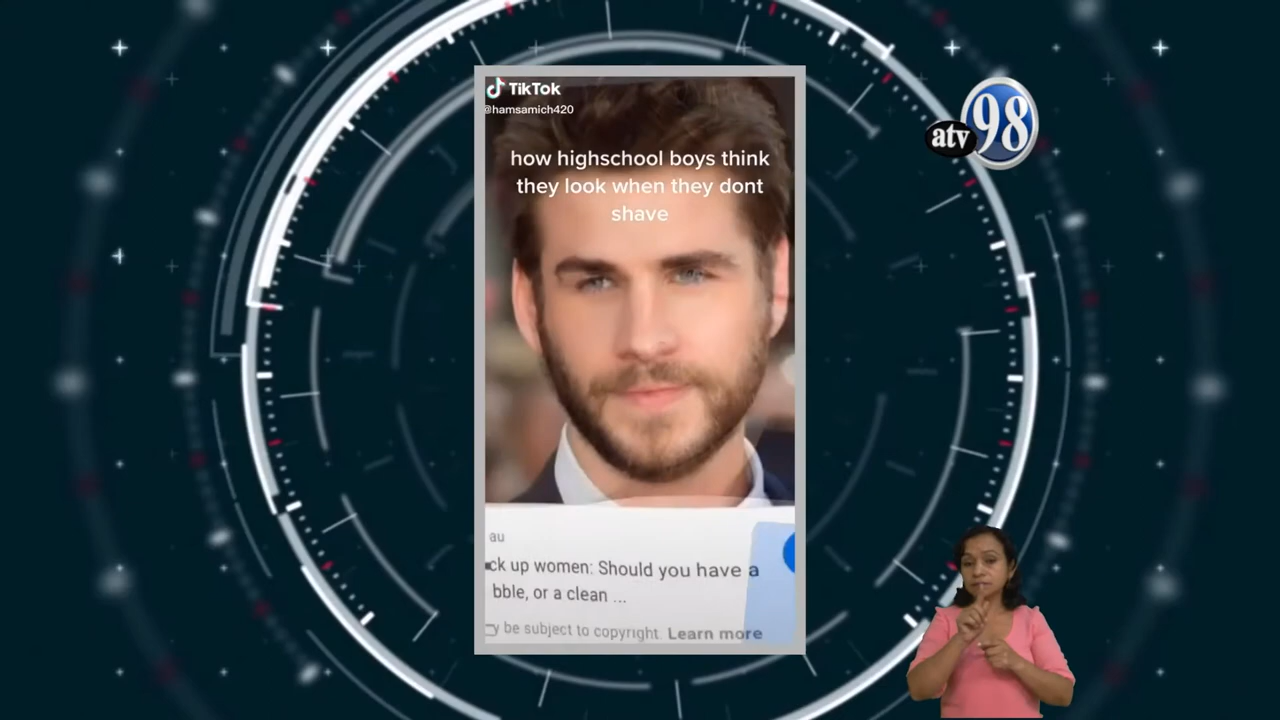 TikTok
@hamsamich420
how highschool boys think
they look when they dont
shave
atv 98
au
ck up women: Should you have a
bble, or a clean ...
y be subject to copyright. Learn more